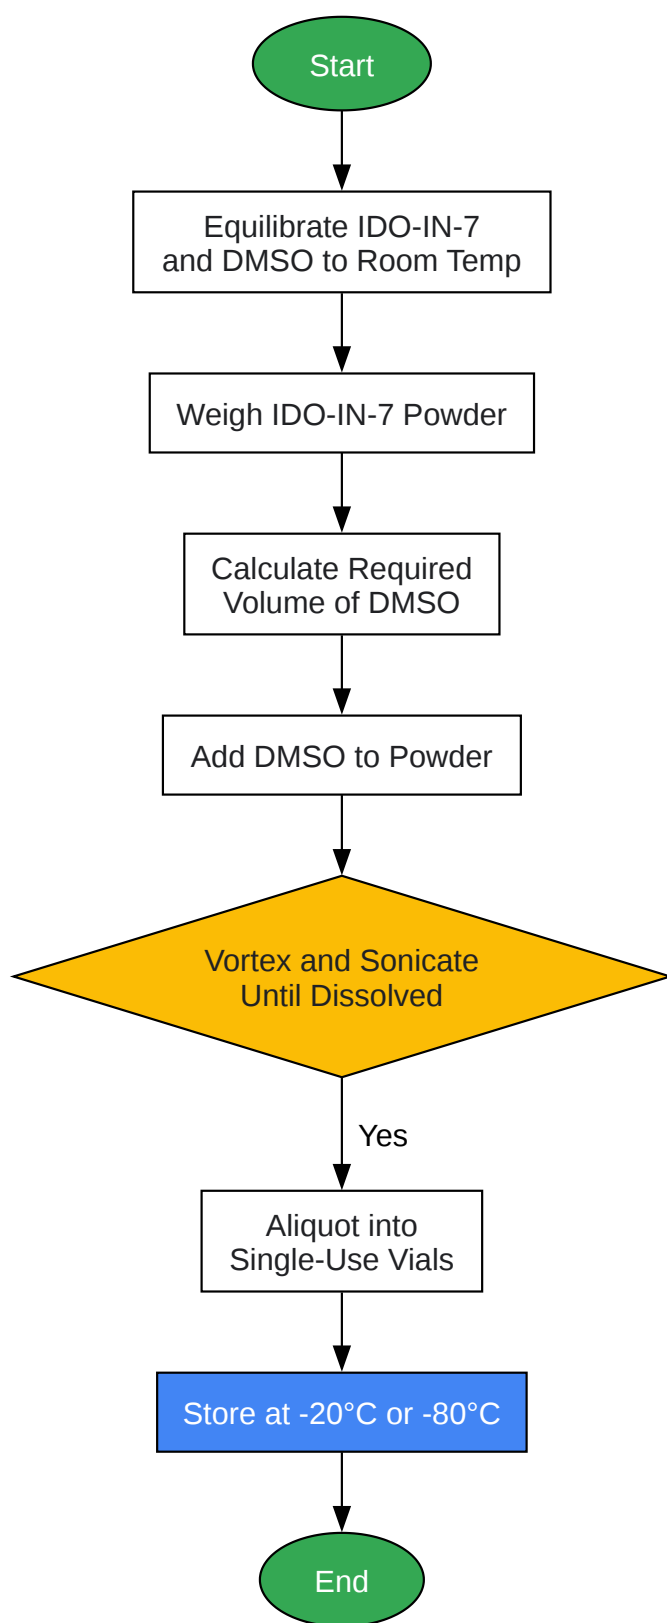 Start
Equilibrate IDO-IN-7
and DMSO to Room Temp
Weigh IDO-IN-7 Powder
Calculate Required
Volume of DMSO
Add DMSO to Powder
Vortex and Sonicate
Until Dissolved
Yes
Aliquot into
Single-Use Vials
Store at -20°C or -80°C
End